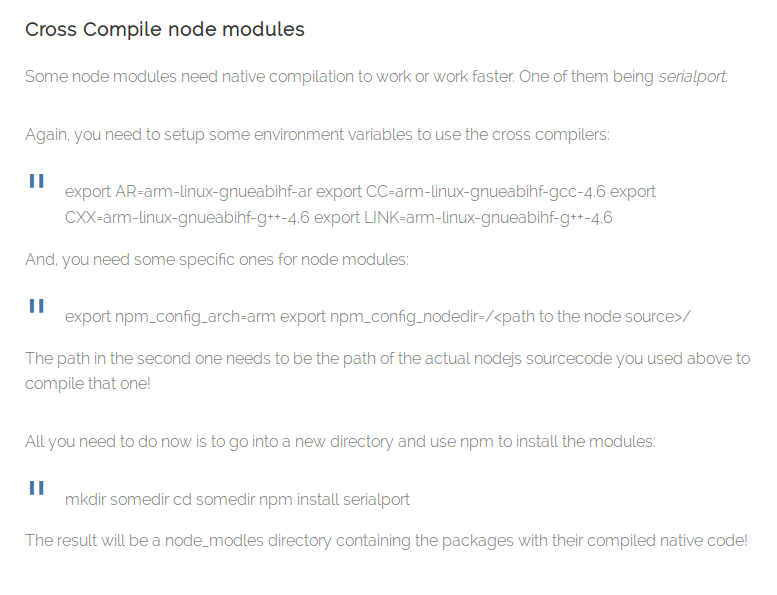 Cross Compile node modules
Some node modules need native compilation to work or work faster. One of them being serialport.
Again, you need to setup some environment variables to use the cross compilers:
export AR=arm-linux-gnueabihf-ar export CC=arm-linux-gnueabihf-gcc-4.6 export
CXX=arm-linux-gnueabihf-g++-4.6 export LINK=arm-linux-gnueabihf-g++-4.6
And, you need some specific ones for node modules:
export npm_config_arch=arm export npm_config_nodedir=/<path to the node source>/
The path in the second one needs to be the path of the actual nodejs sourcecode you used above to
compile that one!
All you need to do now is to go into a new directory and use npm to install the modules:
mkdir somedir cd somedir npm install serialport
The result will be a node_modles directory containing the packages with their compiled native code!